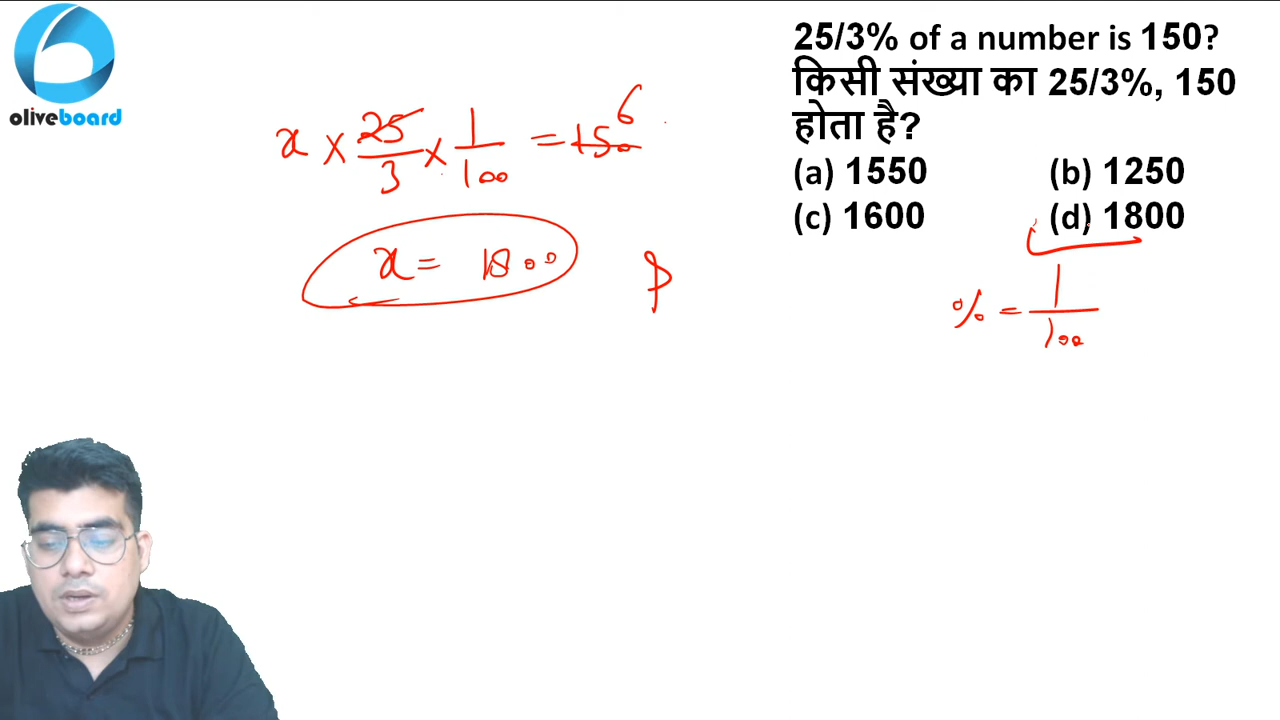 oliveboard
25/3% of a number is 150?
किसी संख्या का 25/3%, 150
होता है?
(a) 1550 (b) 1250
(c) 1600 (d) 1800
x × 25/3 × 1/100 = 150 6
x = 1800
% = 1/100